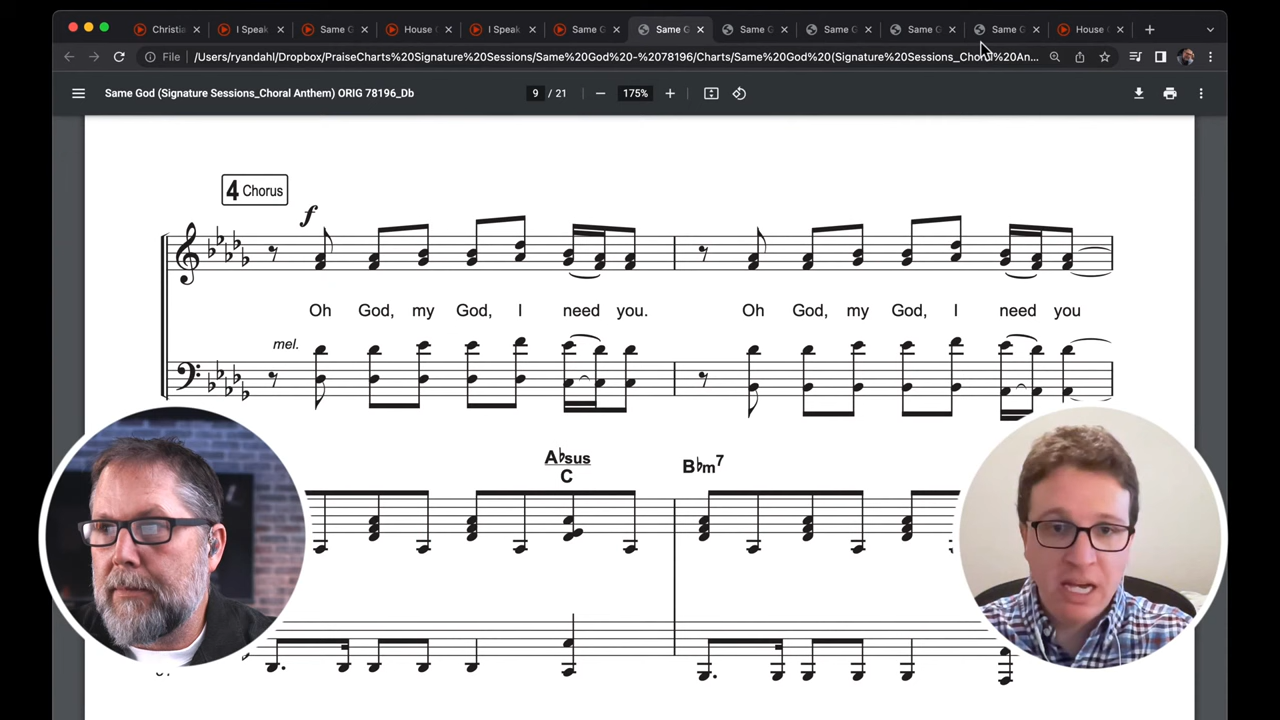 Christia I Speak Same G House I Speak Same G Same G Same G Same G Same G Same G House
File /Users/ryandahl/Dropbox/PraiseCharts%20Signature%20Sessions/Same%20God%20-%2078196/Charts/Same%20God%20(Signature%20Sessions_Cho
Same God (Signature Sessions_Choral Anthem) ORIG 78196_Db 9 / 21 175%
4 Chorus
f
Oh God, my God, I need you. Oh God, my God, I need you
mel.
A♭sus
C
B♭m7